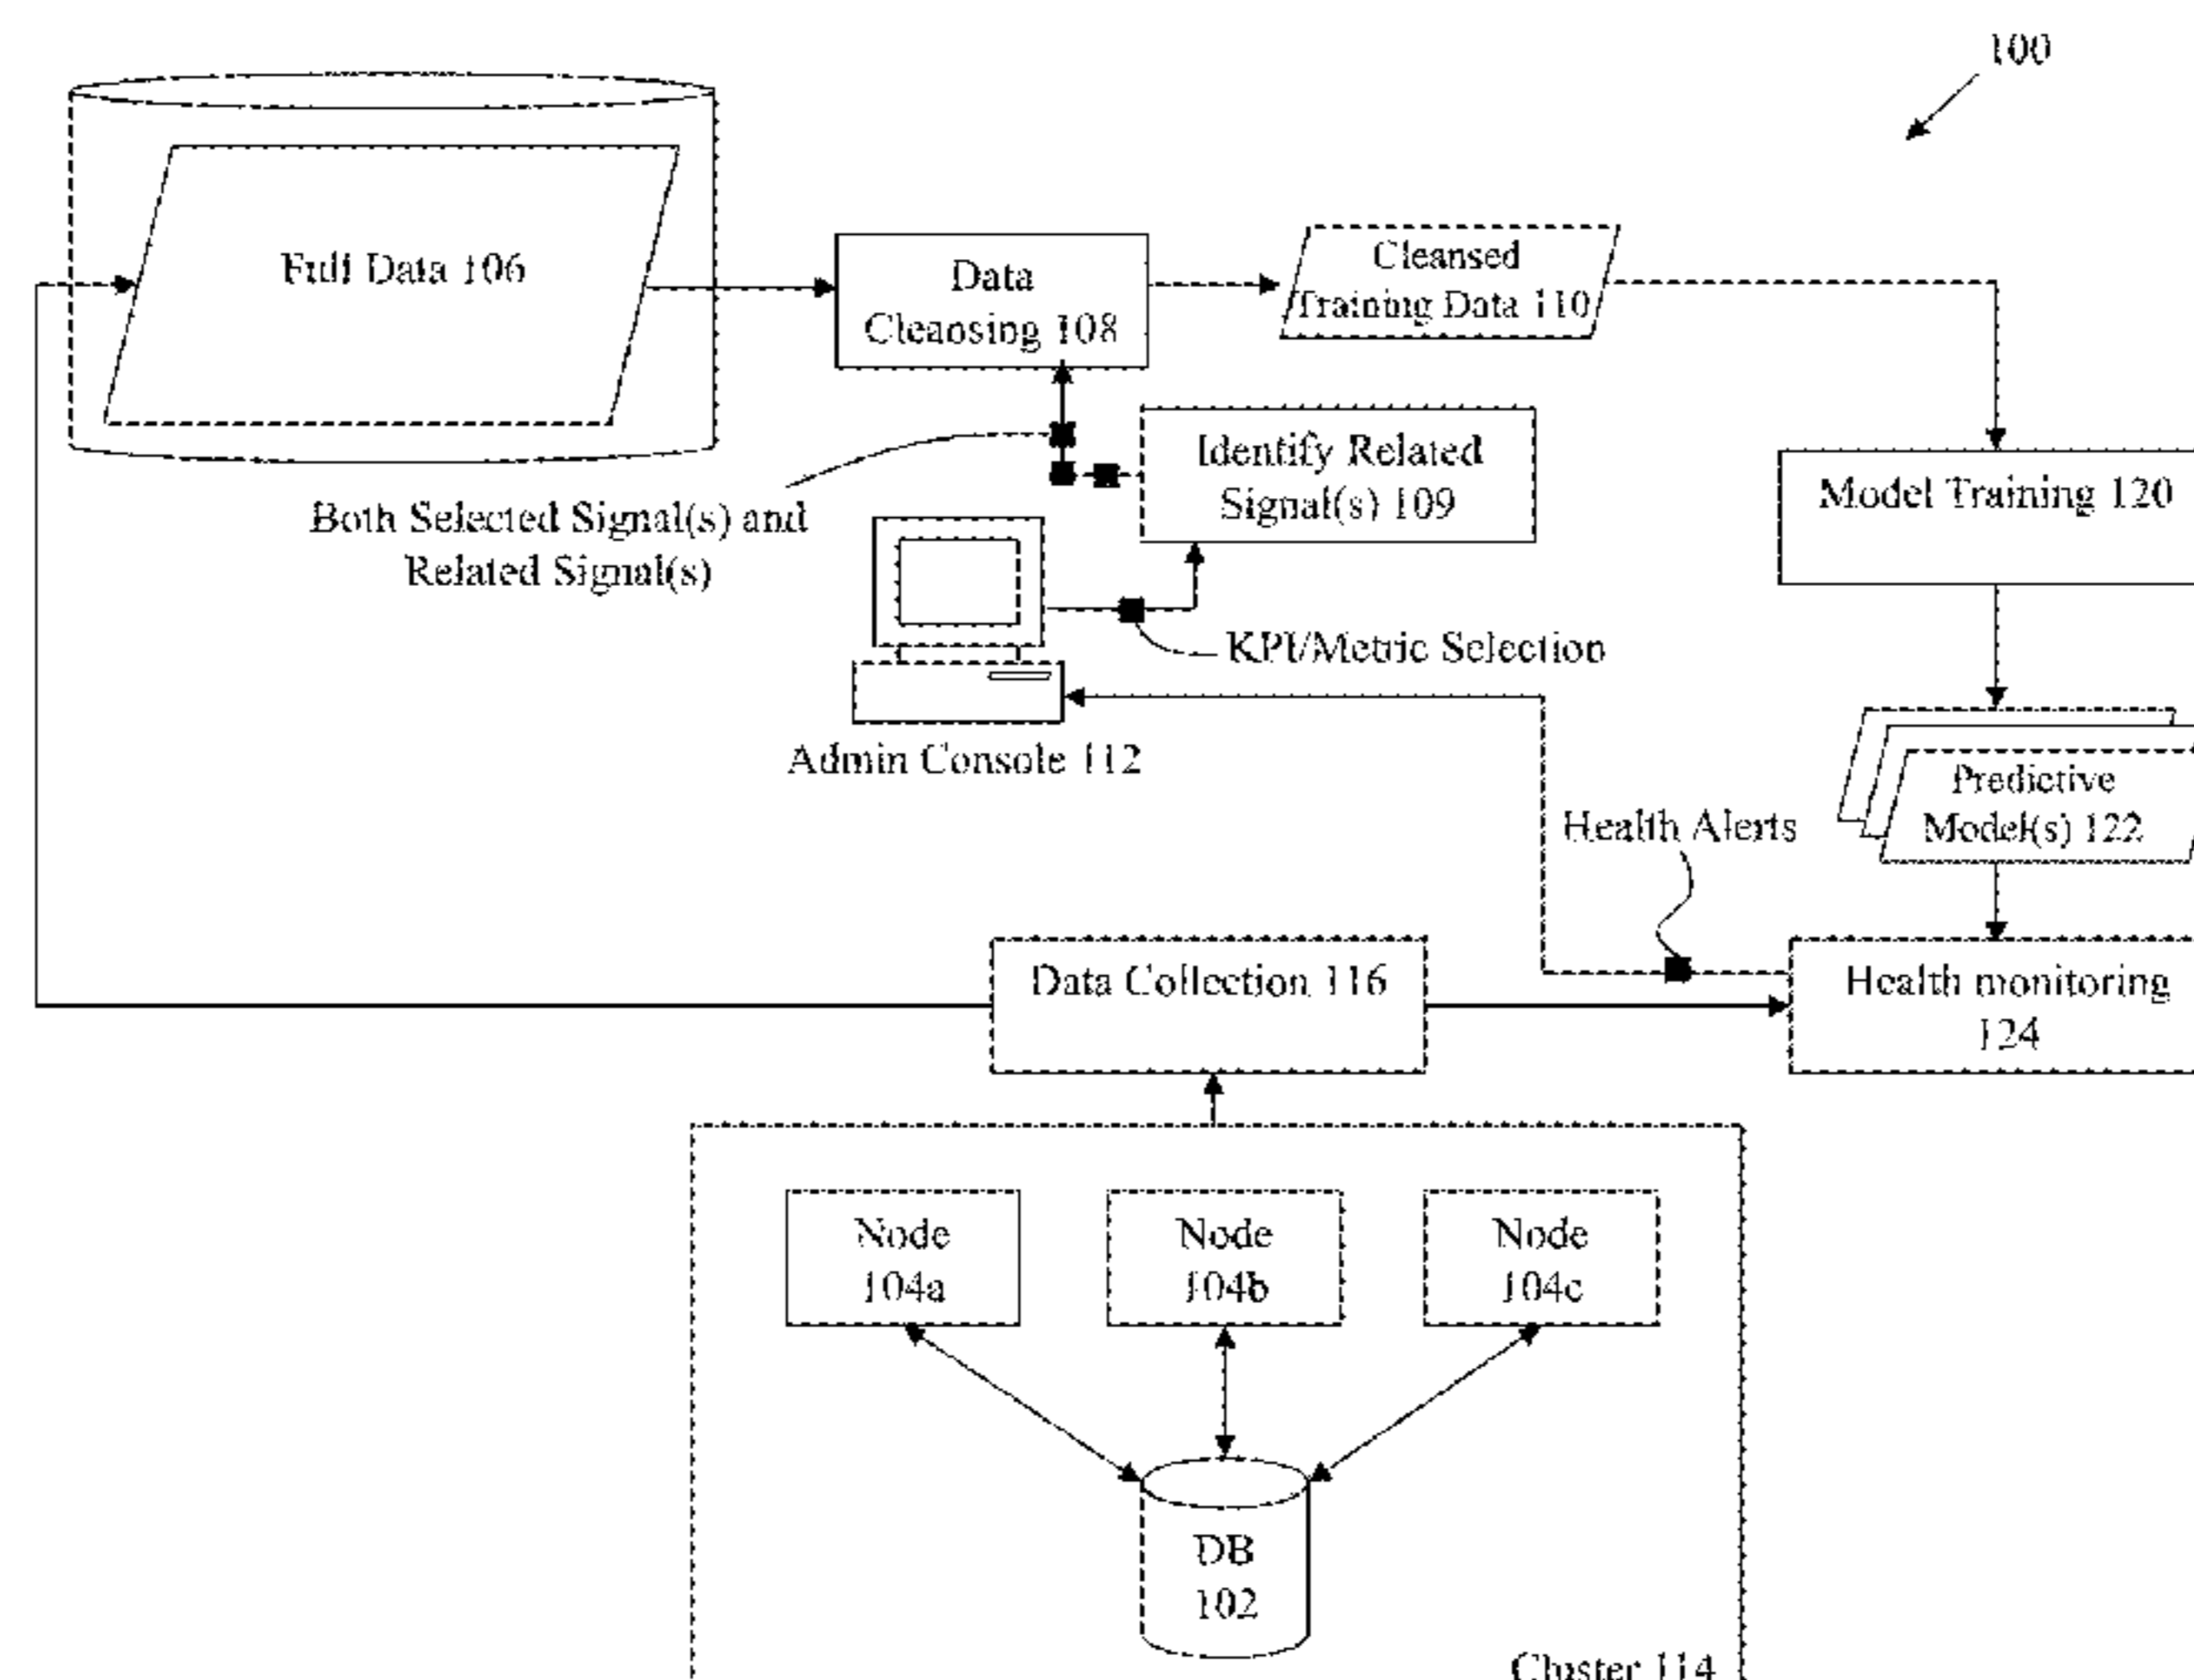 100
Full Data 106
Data
Cleansing 108
Cleansed
Training Data 110
Identify Related
Signal(s) 109
Model Training 120
Both Selected Signal(s) and
Related Signal(s)
KPI/Metric Selection
Admin Console 112
Predictive
Model(s) 122
Health Alerts
Data Collection 116
Health monitoring
124
Node
104a
Node
104b
Node
104c
DB
102
Cluster 114